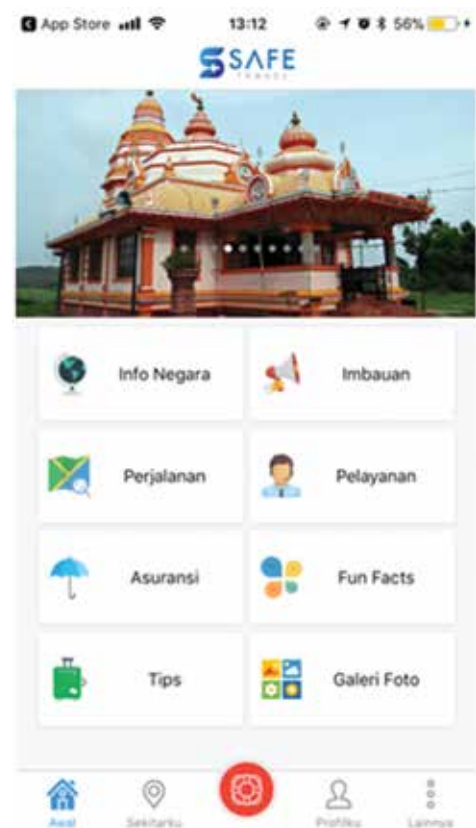 App Store 13:12 56%
SAFE
TRAVEL
Info Negara Imbauan
Perjalanan Pelayanan
Asuransi Fun Facts
Tips Galeri Foto
Awal Sekitarku Profilku Lainnya